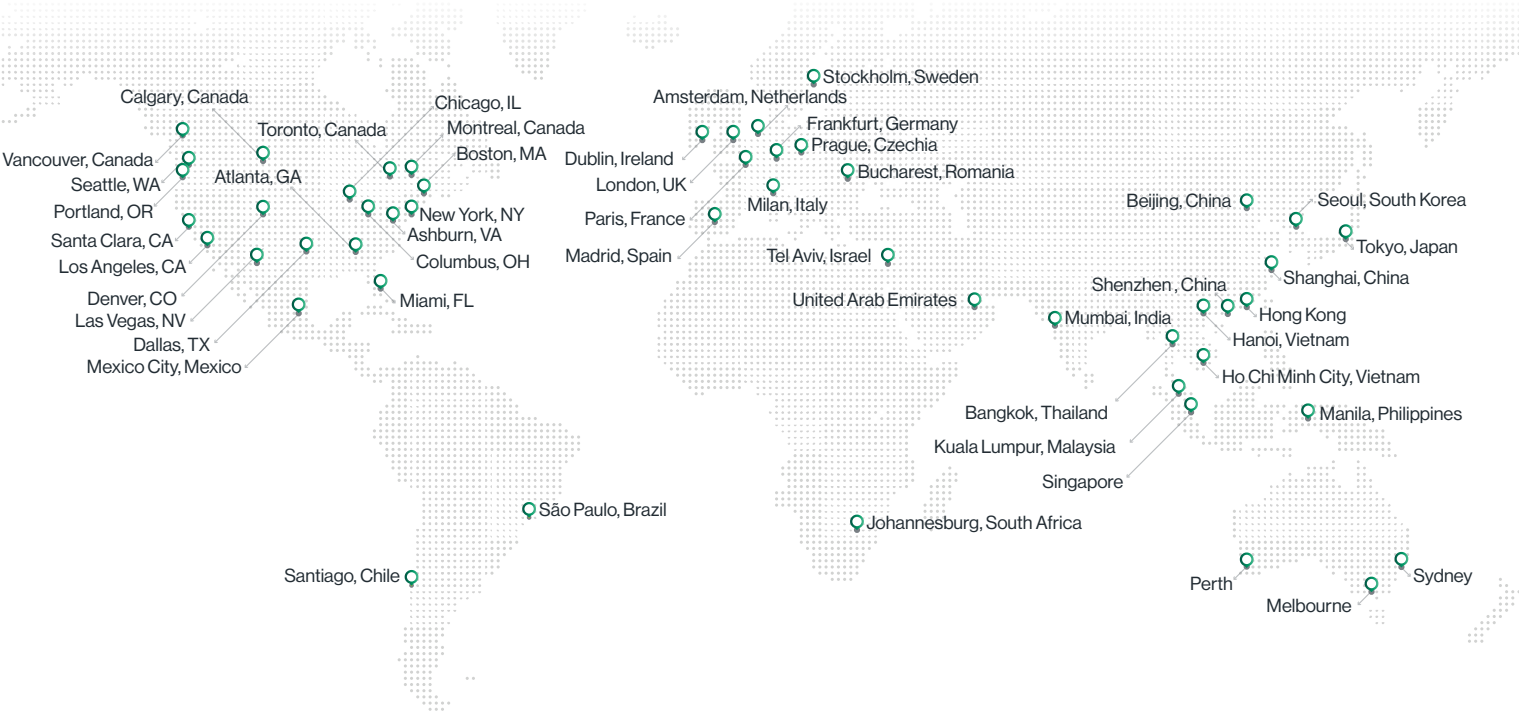 Stockholm, Sweden
Calgary, Canada
Amsterdam, Netherlands
Chicago, IL
Toronto, Canada
Montreal, Canada
Frankfurt, Germany
Prague, Czechia
Boston, MA
Vancouver, Canada
Dublin, Ireland
Bucharest, Romania
Atlanta, GA
Seattle, WA
London, UK
Portland, OR
Milan, Italy
Beijing, China
Seoul, South Korea
New York, NY
Paris, France
Ashburn, VA
Santa Clara, CA
Tokyo, Japan
Madrid, Spain
Tel Aviv, Israel
Columbus, OH
Los Angeles, CA
Shanghai, China
Shenzhen, China
Denver, CO
Miami, FL
United Arab Emirates
Hong Kong
Las Vegas, NV
Mumbai, India
Hanoi, Vietnam
Dallas, TX
Mexico City, Mexico
Ho Chi Minh City, Vietnam
Bangkok, Thailand
Manila, Philippines
Kuala Lumpur, Malaysia
Singapore
São Paulo, Brazil
Johannesburg, South Africa
Santiago, Chile
Perth
Sydney
Melbourne